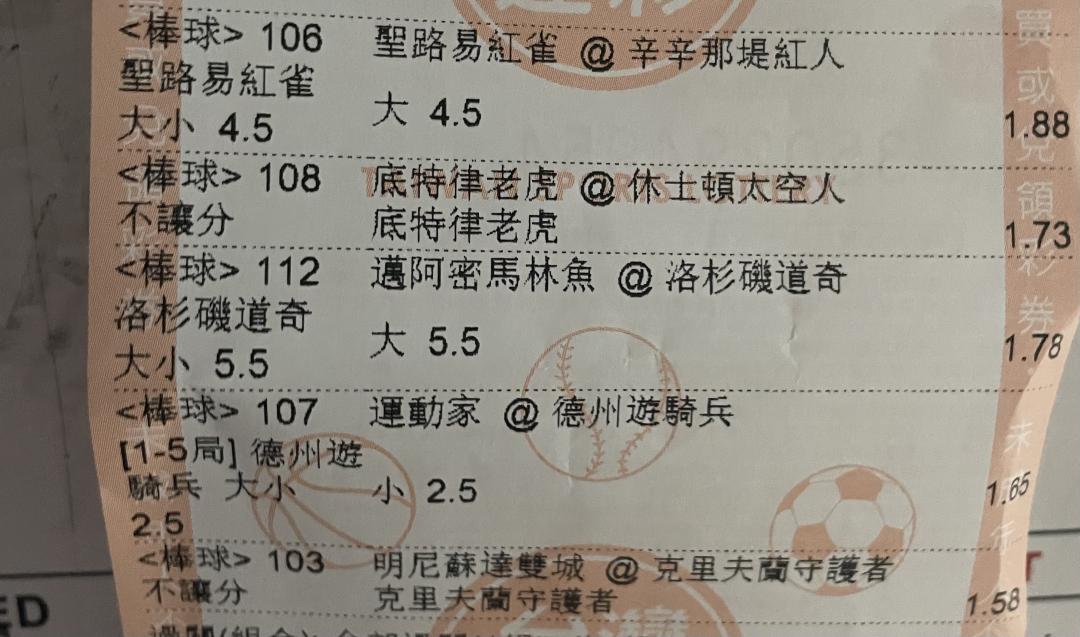 <棒球> 106 聖路易紅雀 @ 辛辛那堤紅人
聖路易紅雀
大小 4.5 大 4.5 1.88
<棒球> 108 底特律老虎 @ 休士頓太空人
不讓分 底特律老虎 1.73
<棒球> 112 邁阿密馬林魚 @ 洛杉磯道奇
洛杉磯道奇
大小 5.5 大 5.5 1.78
<棒球> 107 運動家 @ 德州遊騎兵
[1-5局] 德州遊
騎兵 大小 小 2.5 1.65
2.5
<棒球> 103 明尼蘇達雙城 @ 克里夫蘭守護者
不讓分 克里夫蘭守護者 1.58